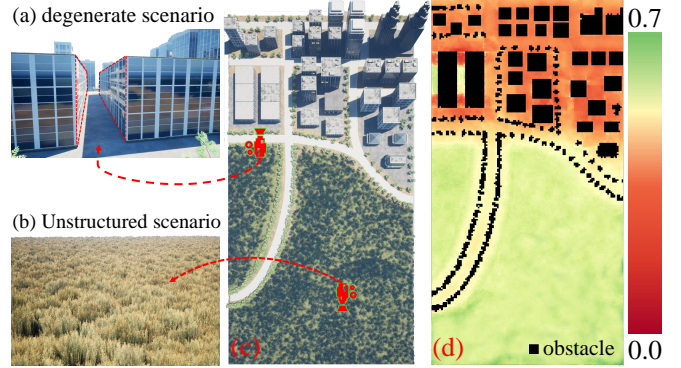 (a) degenerate scenario
(b) Unstructured scenario
(c)
(d)
obstacle
0.7
0.0